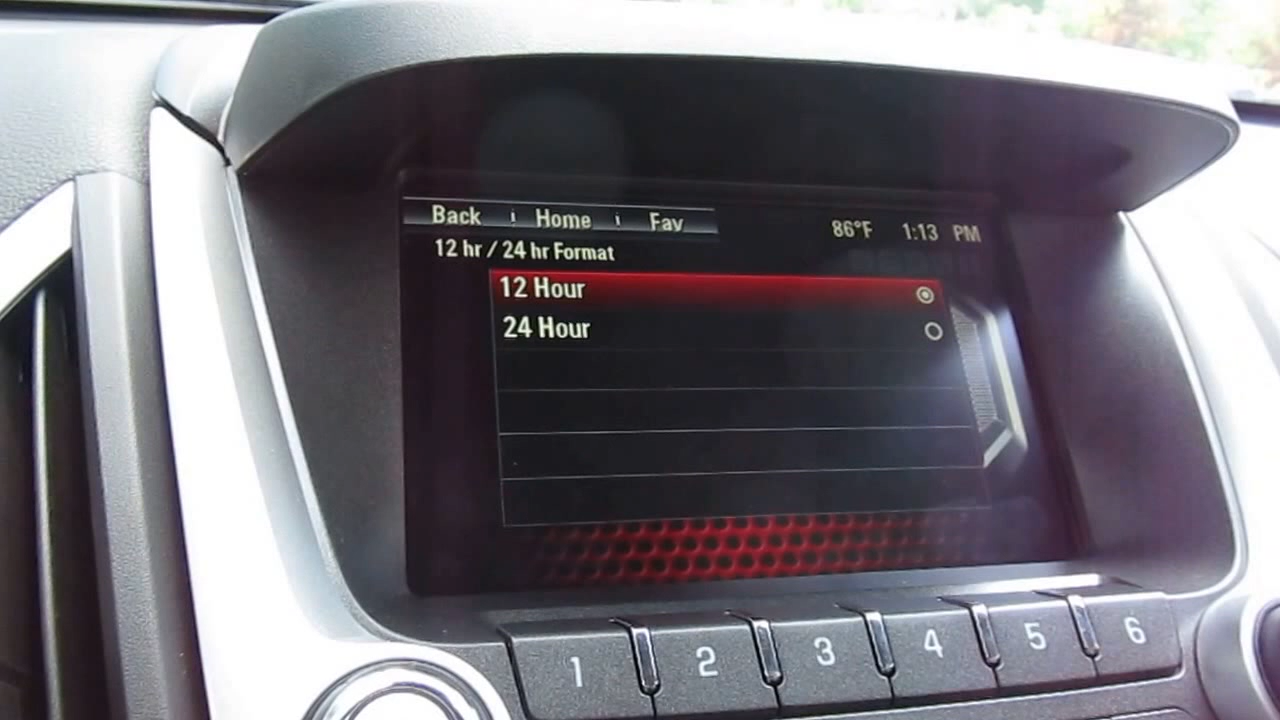 Back Home Fav 86°F 1:13 PM
12 hr / 24 hr Format
12 Hour
24 Hour
1 2 3 4 5 6